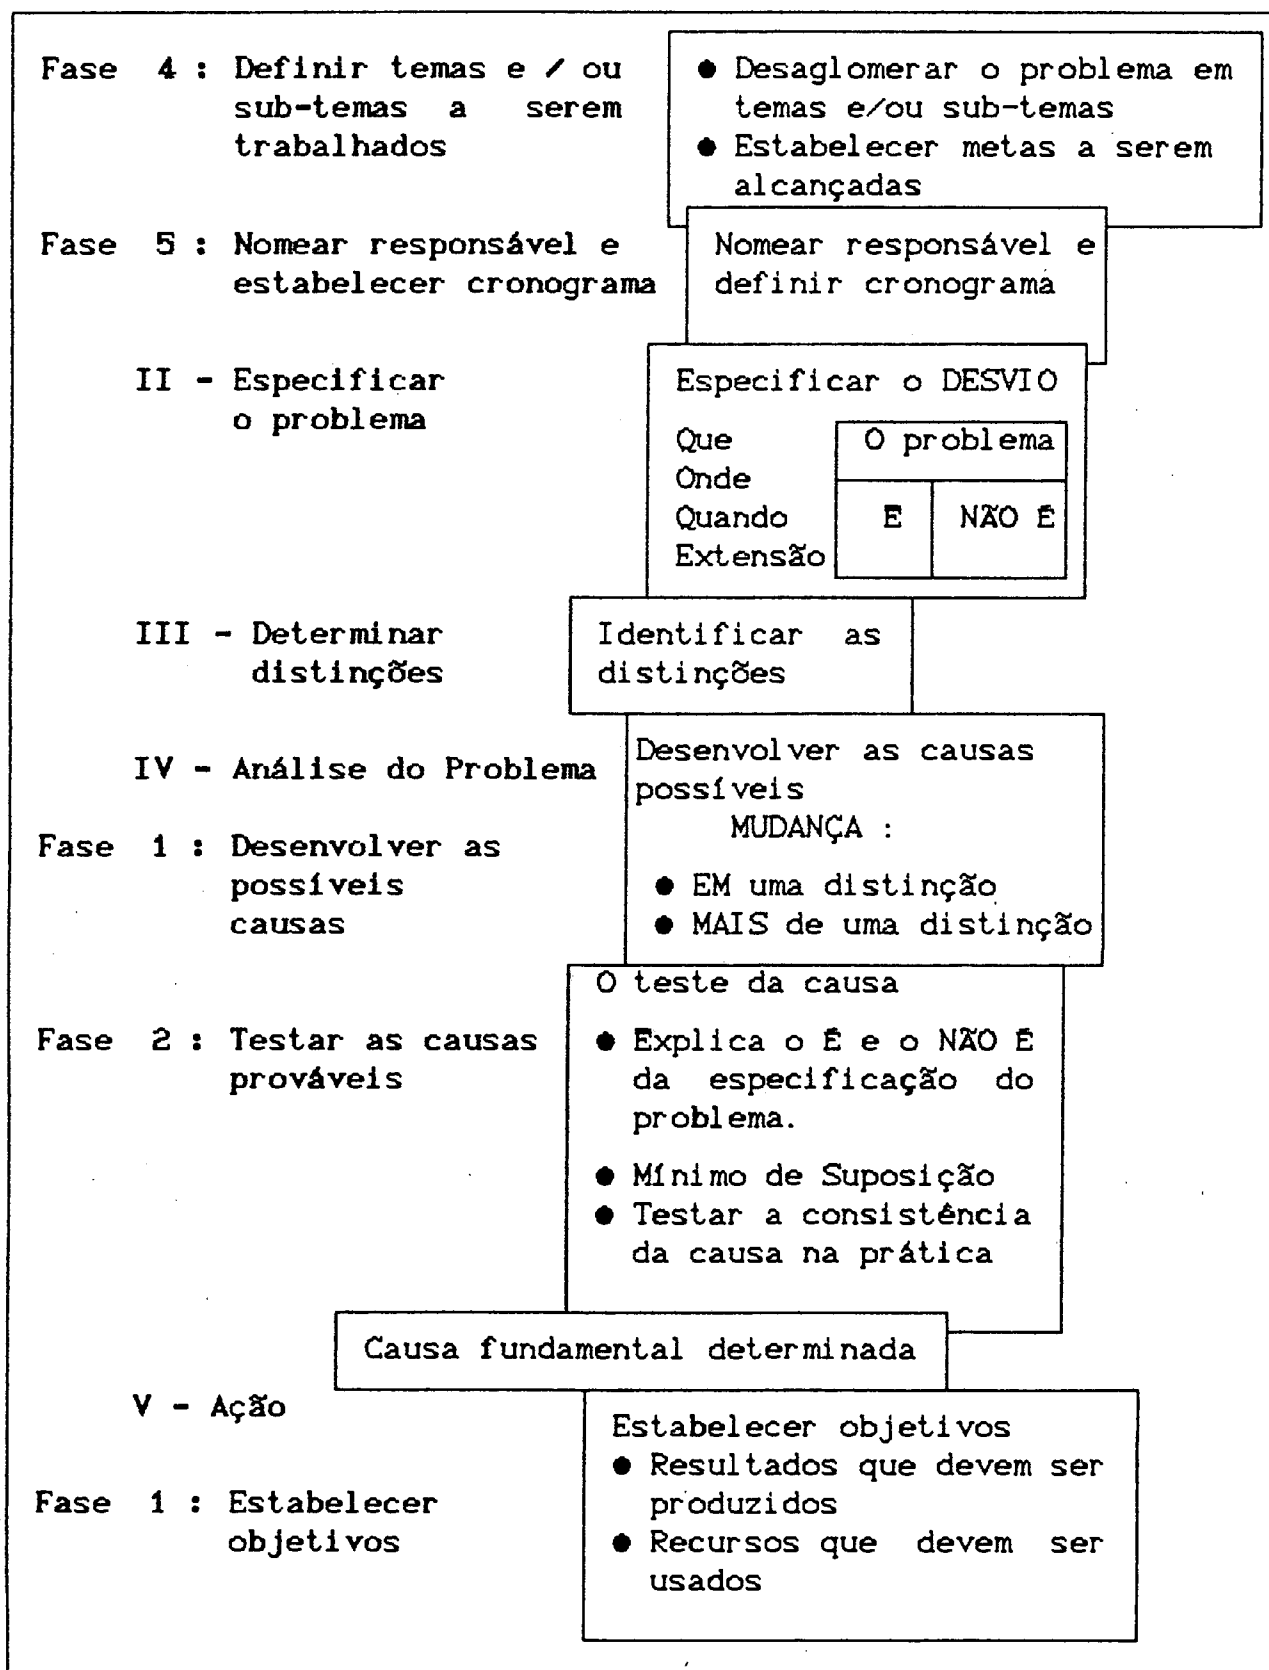 Fase 4 : Definir temas e / ou
sub-temas a serem
trabalhados
● Desaglomerar o problema em
temas e/ou sub-temas
● Estabelecer metas a serem
alcançadas
Fase 5 : Nomear responsável e
estabelecer cronograma
Nomear responsável e
definir cronograma
II - Especificar
o problema
Especificar o DESVIO
Que
Onde
Quando
Extensão
O problema
E
NÃO É
III - Determinar
distinções
Identificar as
distinções
IV - Análise do Problema
Desenvolver as causas
possíveis
MUDANÇA :
● EM uma distinção
● MAIS de uma distinção
Fase 1 : Desenvolver as
possíveis
causas
O teste da causa
Fase 2 : Testar as causas
prováveis
● Explica o É e o NÃO É
da especificação do
problema.
● Mínimo de Suposição
● Testar a consistência
da causa na prática
Causa fundamental determinada
V - Ação
Estabelecer objetivos
● Resultados que devem ser
produzidos
● Recursos que devem ser
usados
Fase 1 : Estabelecer
objetivos